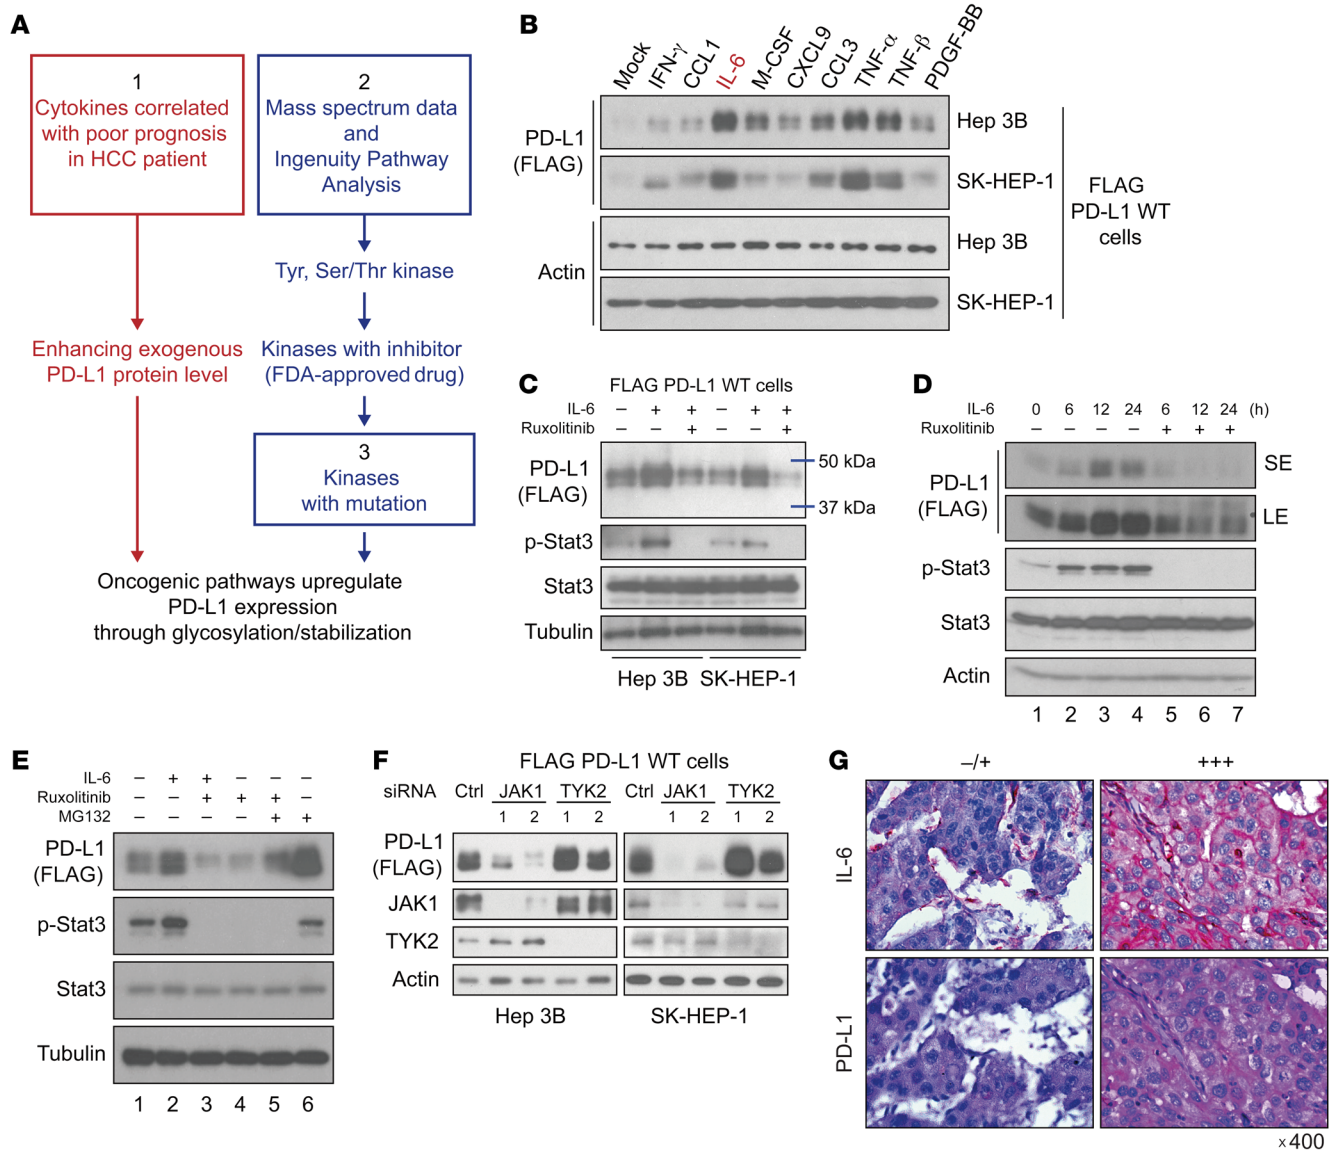 A
1
Cytokines correlated
with poor prognosis
in HCC patient
2
Mass spectrum data
and
Ingenuity Pathway
Analysis
Tyr, Ser/Thr kinase
Enhancing exogenous
PD-L1 protein level
Kinases with inhibitor
(FDA-approved drug)
3
Kinases
with mutation
Oncogenic pathways upregulate
PD-L1 expression
through glycosylation/stabilization
B
Mock IFN-γ CCL1 IL-6 M-CSF CXCL9 CCL3 TNF-α TNF-β PDGF-BB
PD-L1
(FLAG)
Hep 3B
SK-HEP-1
Actin
Hep 3B
SK-HEP-1
FLAG
PD-L1 WT
cells
C
FLAG PD-L1 WT cells
IL-6 – + + – + +
Ruxolitinib – – + – – +
PD-L1
(FLAG)
50 kDa
37 kDa
p-Stat3
Stat3
Tubulin
Hep 3B SK-HEP-1
D
IL-6 0 6 12 24 6 12 24 (h)
Ruxolitinib – – – – + + +
PD-L1
(FLAG)
SE
LE
p-Stat3
Stat3
Actin
1 2 3 4 5 6 7
E
IL-6 – + + – – –
Ruxolitinib – – + + + –
MG132 – – – – + +
PD-L1
(FLAG)
p-Stat3
Stat3
Tubulin
1 2 3 4 5 6
F
FLAG PD-L1 WT cells
siRNA Ctrl JAK1 TYK2 Ctrl JAK1 TYK2
1 2 1 2 1 2 1 2
PD-L1
(FLAG)
JAK1
TYK2
Actin
Hep 3B SK-HEP-1
G
–/+ +++
IL-6
PD-L1
×400